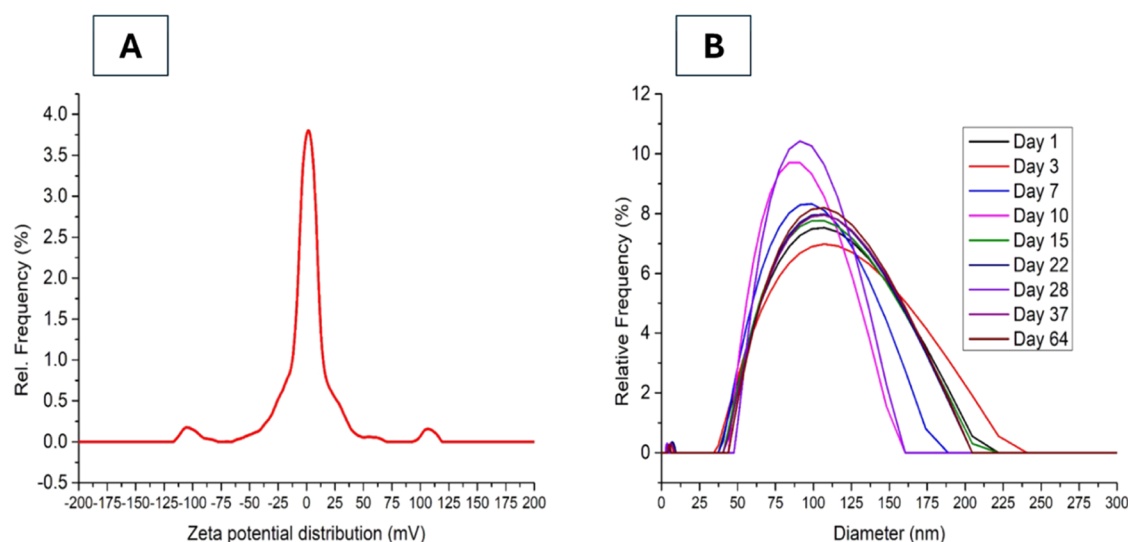 A
B
Rel. Frequency (%)
4.0
3.5
3.0
2.5
2.0
1.5
1.0
0.5
0.0
-0.5
-200 -175 -150 -125 -100 -75 -50 -25 0 25 50 75 100 125 150 175 200
Zeta potential distribution (mV)
Relative Frequency (%)
12
10
8
6
4
2
0
0 25 50 75 100 125 150 175 200 225 250 275 300
Diameter (nm)
Day 1
Day 3
Day 7
Day 10
Day 15
Day 22
Day 28
Day 37
Day 64